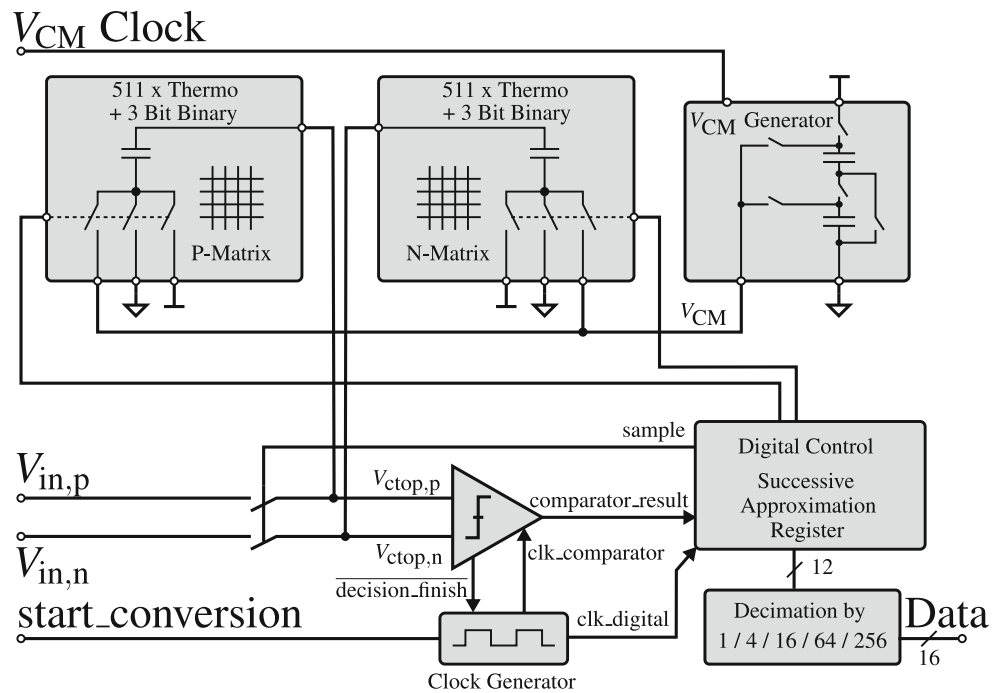 VCM Clock
511 x Thermo
+ 3 Bit Binary
P-Matrix
511 x Thermo
+ 3 Bit Binary
N-Matrix
VCM Generator
VCM
sample
Digital Control
Successive
Approximation
Register
Vin,p
Vctop,p
comparator_result
Vin,n
Vctop,n
clk_comparator
decision_finish
12
start_conversion
clk_digital
Decimation by
1 / 4 / 16 / 64 / 256
Data
16
Clock Generator